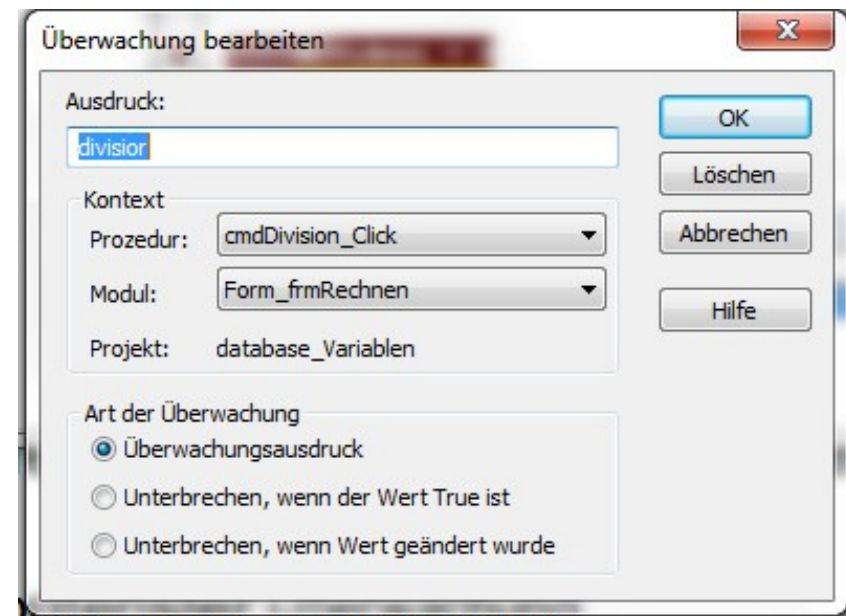 Überwachung bearbeiten
Ausdruck:
divisior
OK
Löschen
Kontext
Prozedur: cmdDivision_Click
Abbrechen
Modul: Form_frmRechnen
Hilfe
Projekt: database_Variablen
Art der Überwachung
Überwachungsausdruck
Unterbrechen, wenn der Wert True ist
Unterbrechen, wenn Wert geändert wurde